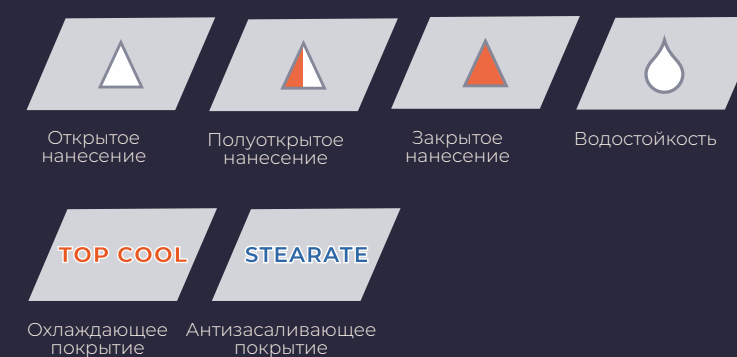 Открытое
нанесение
Полуоткрытое
нанесение
Закрытое
нанесение
Водостойкость
TOP COOL
STEARATE
Охлаждающее
покрытие
Антизасаливающее
покрытие